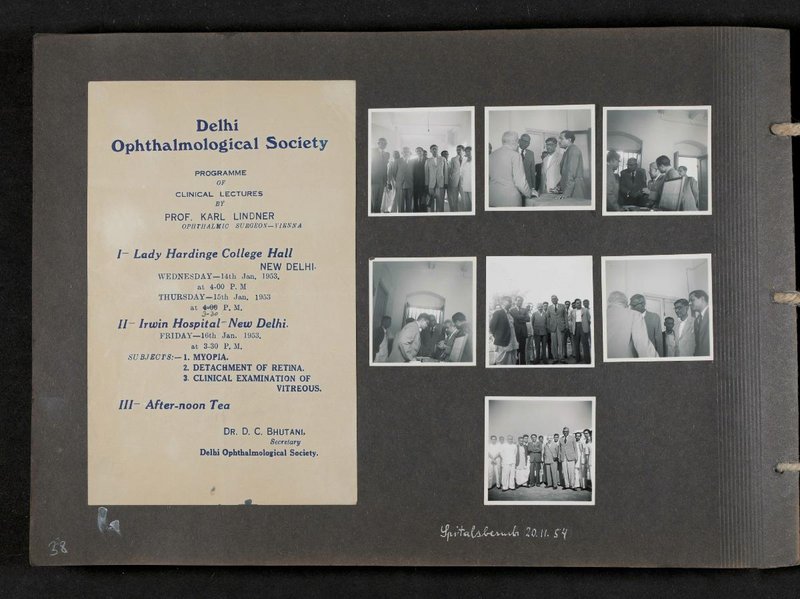 Delhi
Ophthalmological Society
PROGRAMME
OF
CLINICAL LECTURES
BY
PROF. KARL LINDNER
OPHTHALMIC SURGEON—VIENNA
I— Lady Hardinge College Hall
NEW DELHI.
WEDNESDAY—14th Jan. 1953,
at 4-00 P. M
THURSDAY—15th Jan. 1953
at 4-00 P. M.
3-30
II— Irwin Hospital—New Delhi.
FRIDAY—16th Jan. 1953.
at 3-30 P. M.
SUBJECTS:— 1. MYOPIA.
2. DETACHMENT OF RETINA.
3. CLINICAL EXAMINATION OF
VITREOUS.
III— After-noon Tea
DR. D. C. BHUTANI,
Secretary
Delhi Ophthalmological Society.
Spitalsbesuch 20.11.54
38